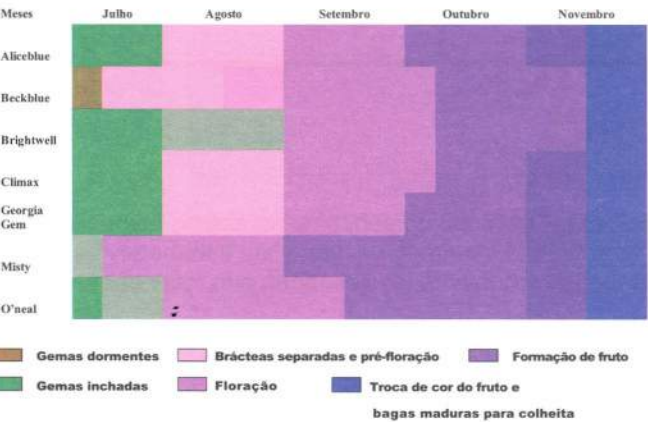 Meses Julho Agosto Setembro Outubro Novembro
Aliceblue
Beckblue
Brightwell
Climax
Georgia
Gem
Misty
O'neal
Gemas dormentes Brácteas separadas e pré-floração Formação de fruto
Gemas inchadas Floração Troca de cor do fruto e
bagas maduras para colheita